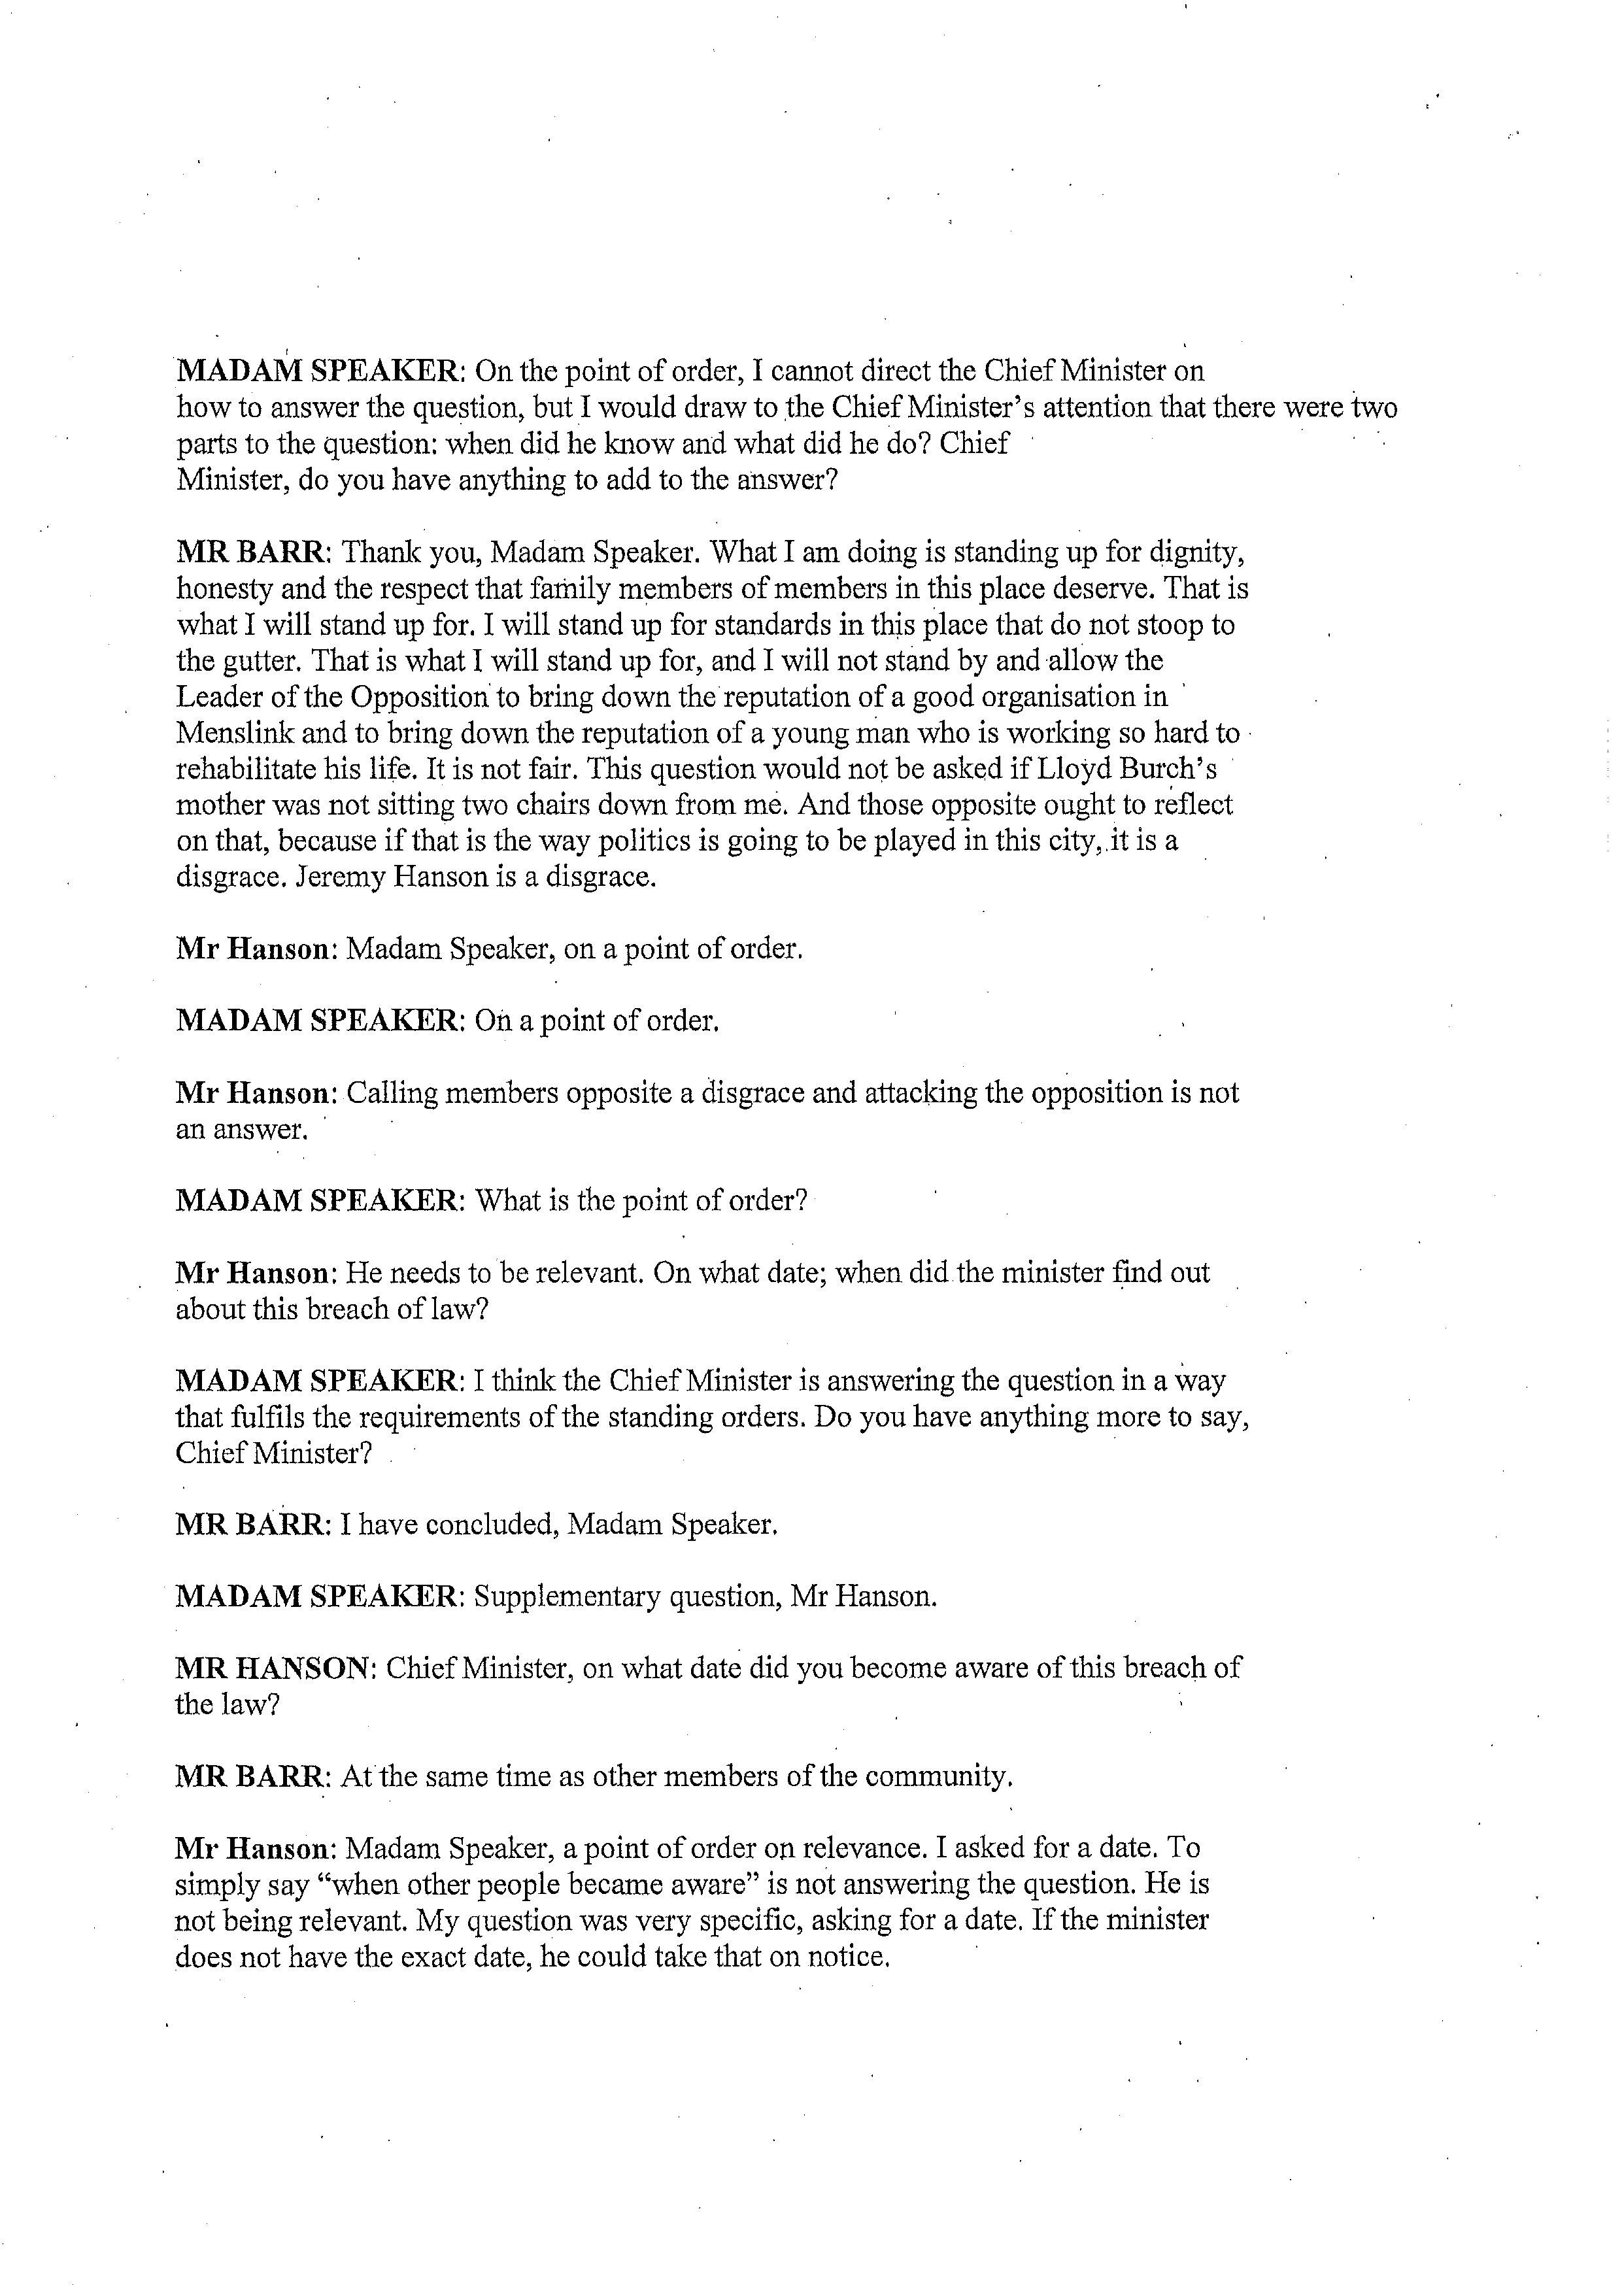 MADAM SPEAKER: On the point of order, I cannot direct the Chief Minister on
how to answer the question, but I would draw to the Chief Minister's attention that there were two
parts to the question: when did he know and what did he do? Chief
Minister, do you have anything to add to the answer?
MR BARR: Thank you, Madam Speaker. What I am doing is standing up for dignity,
honesty and the respect that family members of members in this place deserve. That is
what I will stand up for. I will stand up for standards in this place that do not stoop to
the gutter. That is what I will stand up for, and I will not stand by and allow the
Leader of the Opposition to bring down the reputation of a good organisation in
Menslink and to bring down the reputation of a young man who is working so hard to
rehabilitate his life. It is not fair. This question would not be asked if Lloyd Burch's
mother was not sitting two chairs down from me. And those opposite ought to reflect
on that, because if that is the way politics is going to be played in this city, it is a
disgrace. Jeremy Hanson is a disgrace.
Mr Hanson: Madam Speaker, on a point of order.
MADAM SPEAKER: On a point of order.
Mr Hanson: Calling members opposite a disgrace and attacking the opposition is not
an answer.
MADAM SPEAKER: What is the point of order?
Mr Hanson: He needs to be relevant. On what date; when did the minister find out
about this breach of law?
MADAM SPEAKER: I think the Chief Minister is answering the question in a way
that fulfils the requirements of the standing orders. Do you have anything more to say,
Chief Minister?
MR BARR: I have concluded, Madam Speaker.
MADAM SPEAKER: Supplementary question, Mr Hanson.
MR HANSON: Chief Minister, on what date did you become aware of this breach of
the law?
MR BARR: At the same time as other members of the community.
Mr Hanson: Madam Speaker, a point of order on relevance. I asked for a date. To
simply say "when other people became aware" is not answering the question. He is
not being relevant. My question was very specific, asking for a date. If the minister
does not have the exact date, he could take that on notice.